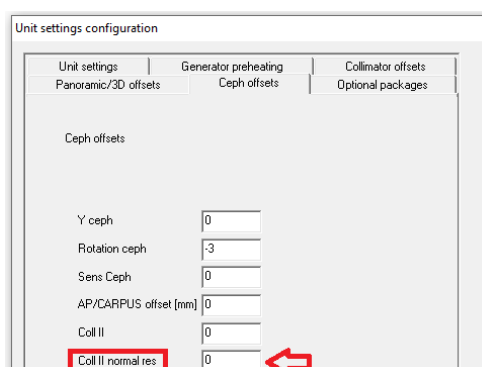 Unit settings configuration
Unit settings Generator preheating Collimator offsets
Panoramic/3D offsets Ceph offsets Optional packages
Ceph offsets
Y ceph 0
Rotation ceph -3
Sens Ceph 0
AP/CARPUS offset [mm] 0
Coll II 0
Coll II normal res 0